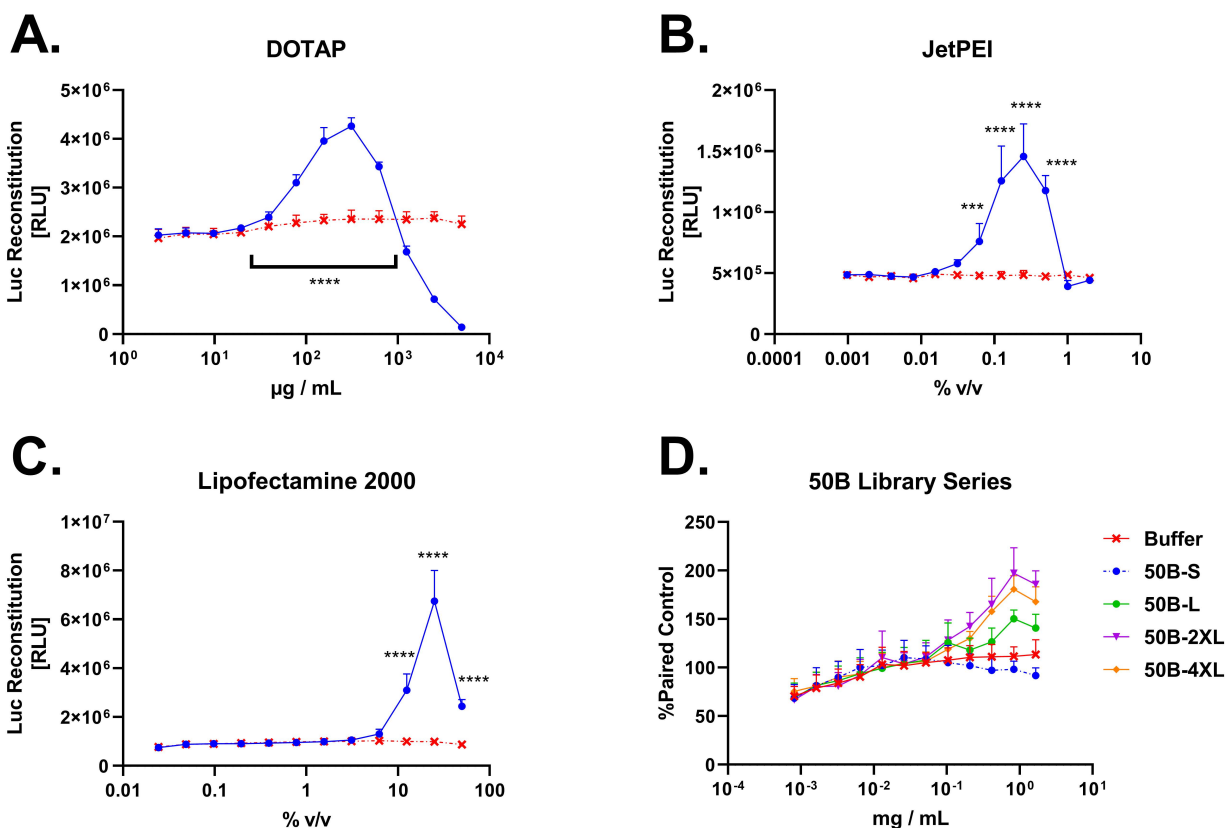 A.
DOTAP
5×10⁶
4×10⁶
3×10⁶
2×10⁶
1×10⁶
0
Luc Reconstitution
[RLU]
****
10⁰ 10¹ 10² 10³ 10⁴
µg / mL
B.
JetPEI
2×10⁶
1.5×10⁶
1×10⁶
5×10⁵
0
Luc Reconstitution
[RLU]
***
****
****
****
0.0001 0.001 0.01 0.1 1 10
% v/v
C.
Lipofectamine 2000
1×10⁷
8×10⁶
6×10⁶
4×10⁶
2×10⁶
0
Luc Reconstitution
[RLU]
****
****
****
0.01 0.1 1 10 100
% v/v
D.
50B Library Series
250
200
150
100
50
0
%Paired Control
10⁻⁴ 10⁻³ 10⁻² 10⁻¹ 10⁰ 10¹
mg / mL
Buffer
50B-S
50B-L
50B-2XL
50B-4XL